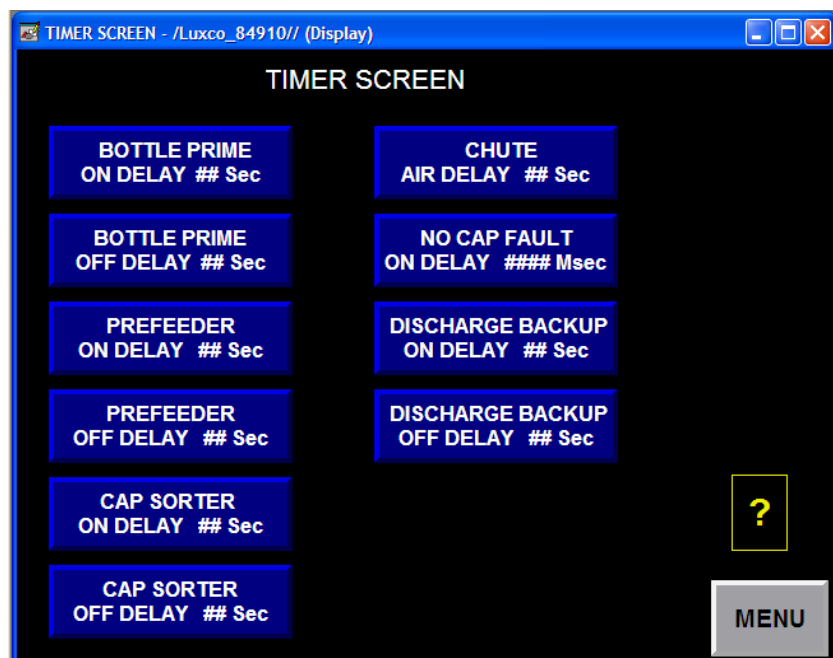 TIMER SCREEN - /Luxco_84910// (Display)
TIMER SCREEN
BOTTLE PRIME
ON DELAY ## Sec
BOTTLE PRIME
OFF DELAY ## Sec
PREFEEDER
ON DELAY ## Sec
PREFEEDER
OFF DELAY ## Sec
CAP SORTER
ON DELAY ## Sec
CAP SORTER
OFF DELAY ## Sec
CHUTE
AIR DELAY ## Sec
NO CAP FAULT
ON DELAY #### Msec
DISCHARGE BACKUP
ON DELAY ## Sec
DISCHARGE BACKUP
OFF DELAY ## Sec
?
MENU